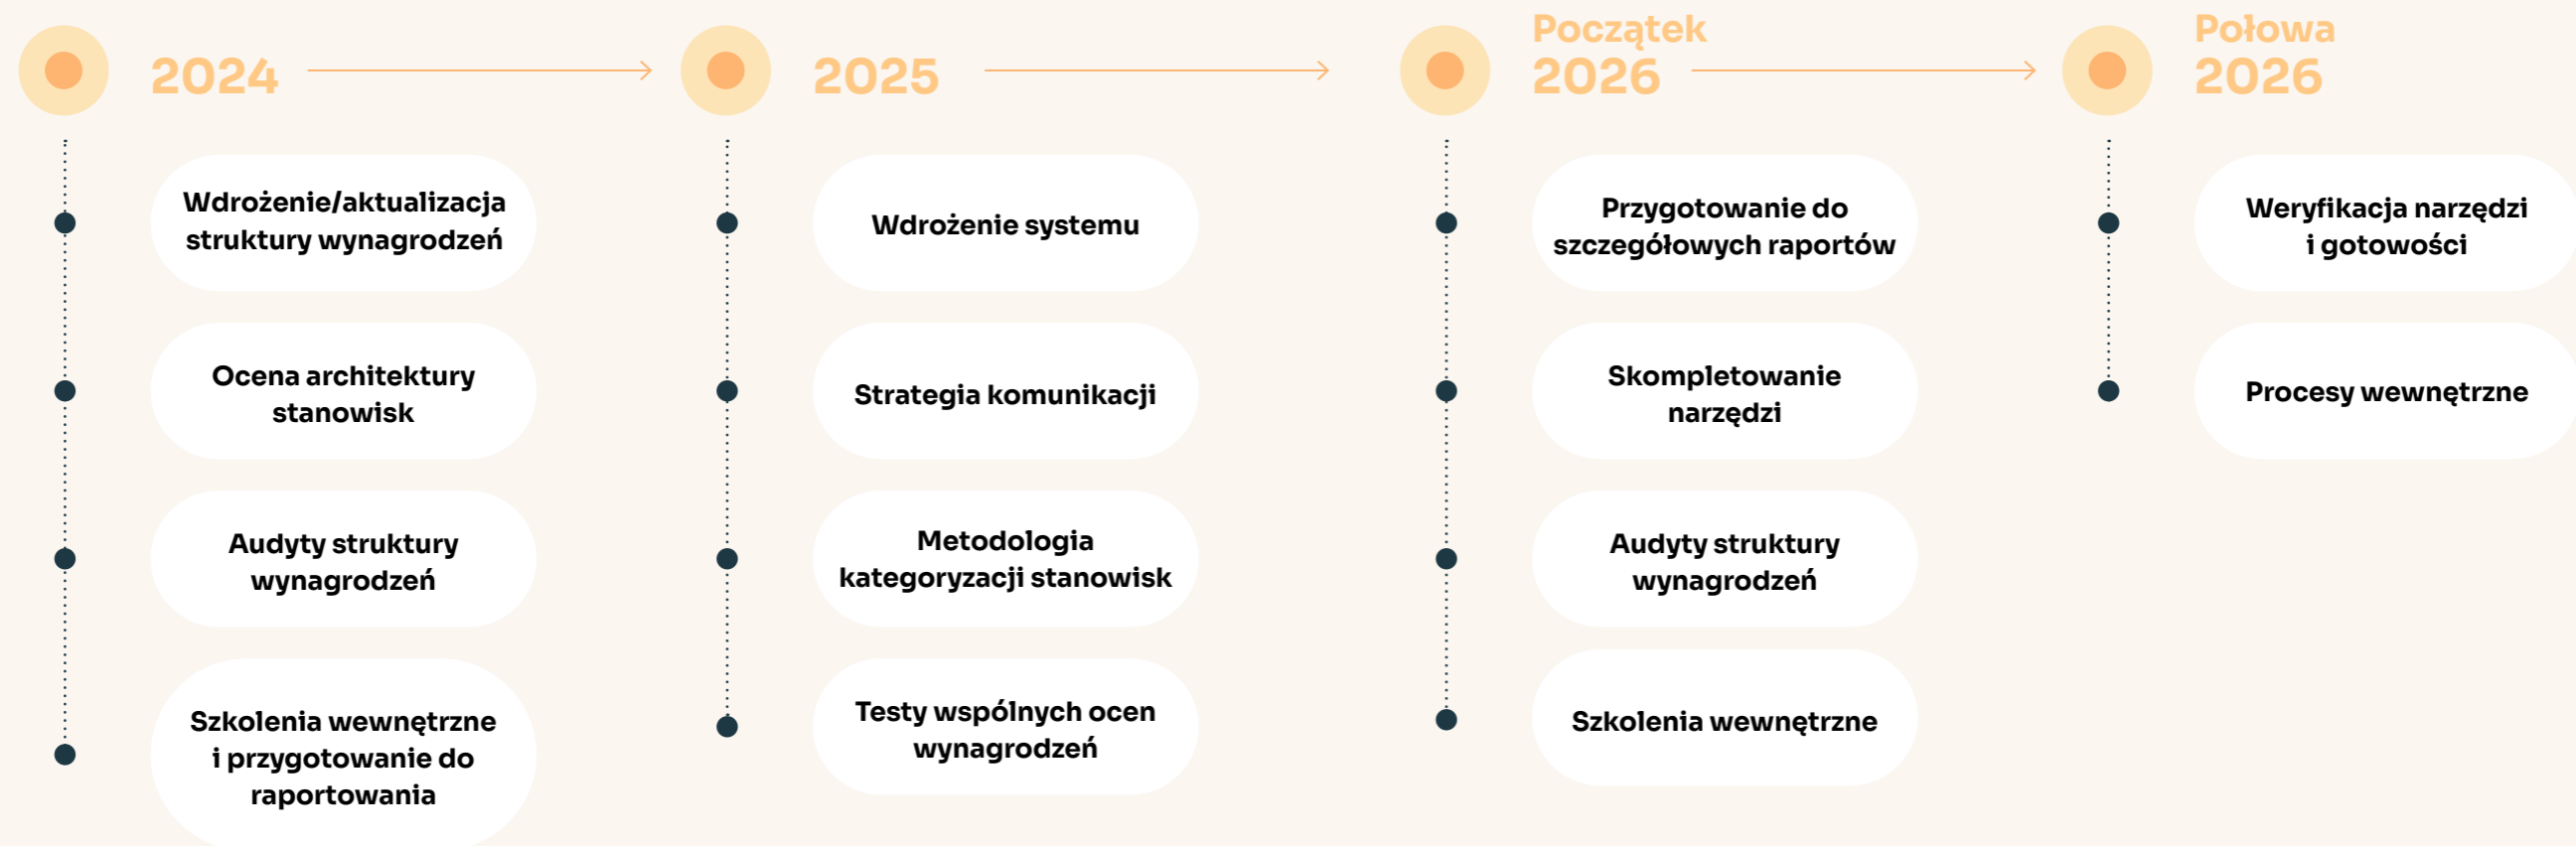 2024
Wdrożenie/aktualizacja
struktury wynagrodzeń
Ocena architektury
stanowisk
Audyty struktury
wynagrodzeń
Szkolenia wewnętrzne
i przygotowanie do
raportowania
2025
Wdrożenie systemu
Strategia komunikacji
Metodologia
kategoryzacji stanowisk
Testy wspólnych ocen
wynagrodzeń
Początek
2026
Przygotowanie do
szczegółowych raportów
Skompletowanie
narzędzi
Audyty struktury
wynagrodzeń
Szkolenia wewnętrzne
Połowa
2026
Weryfikacja narzędzi
i gotowości
Procesy wewnętrzne